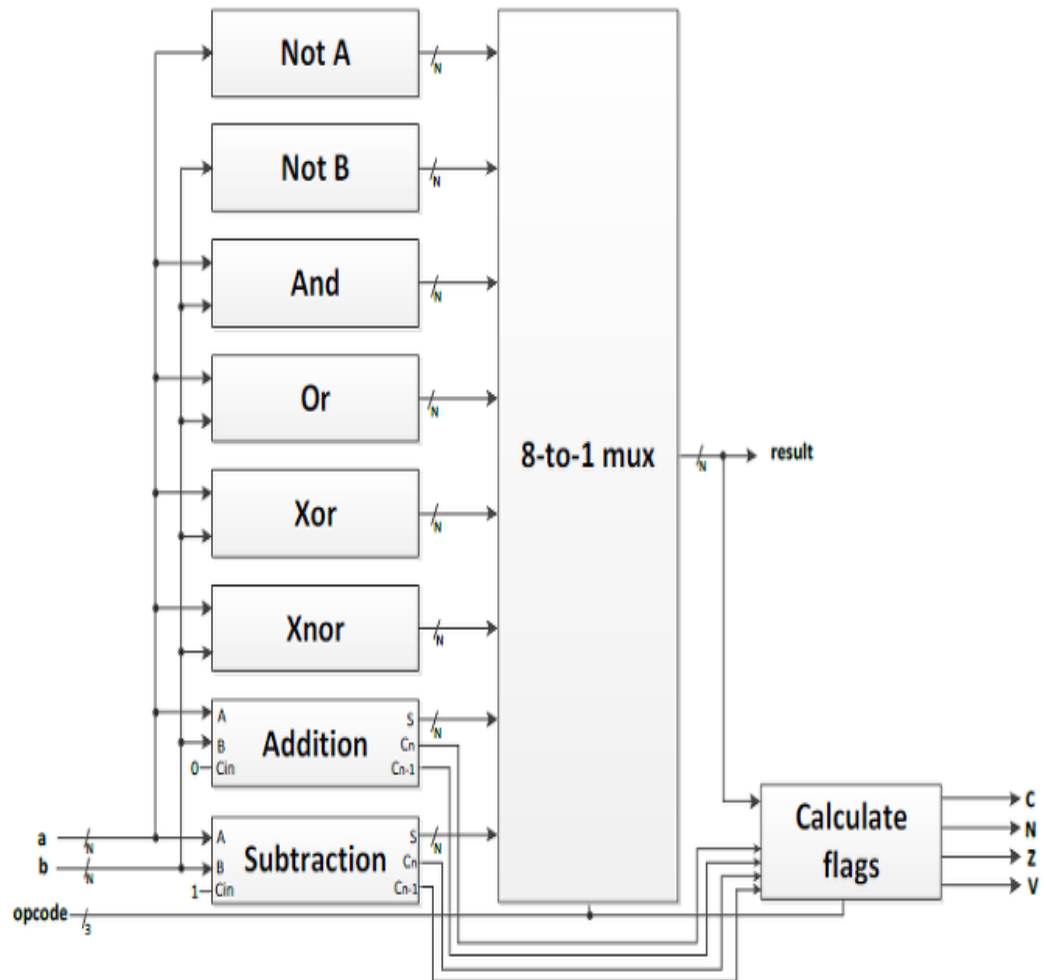 Not A
N
Not B
N
And
N
Or
N
Xor
N
Xnor
N
8-to-1 mux
N
result
A
B
0 Cin
Addition
S
N
Cn
Cn-1
a
N
b
N
A
B
1 Cin
Subtraction
S
N
Cn
Cn-1
opcode
3
Calculate
flags
C
N
Z
V